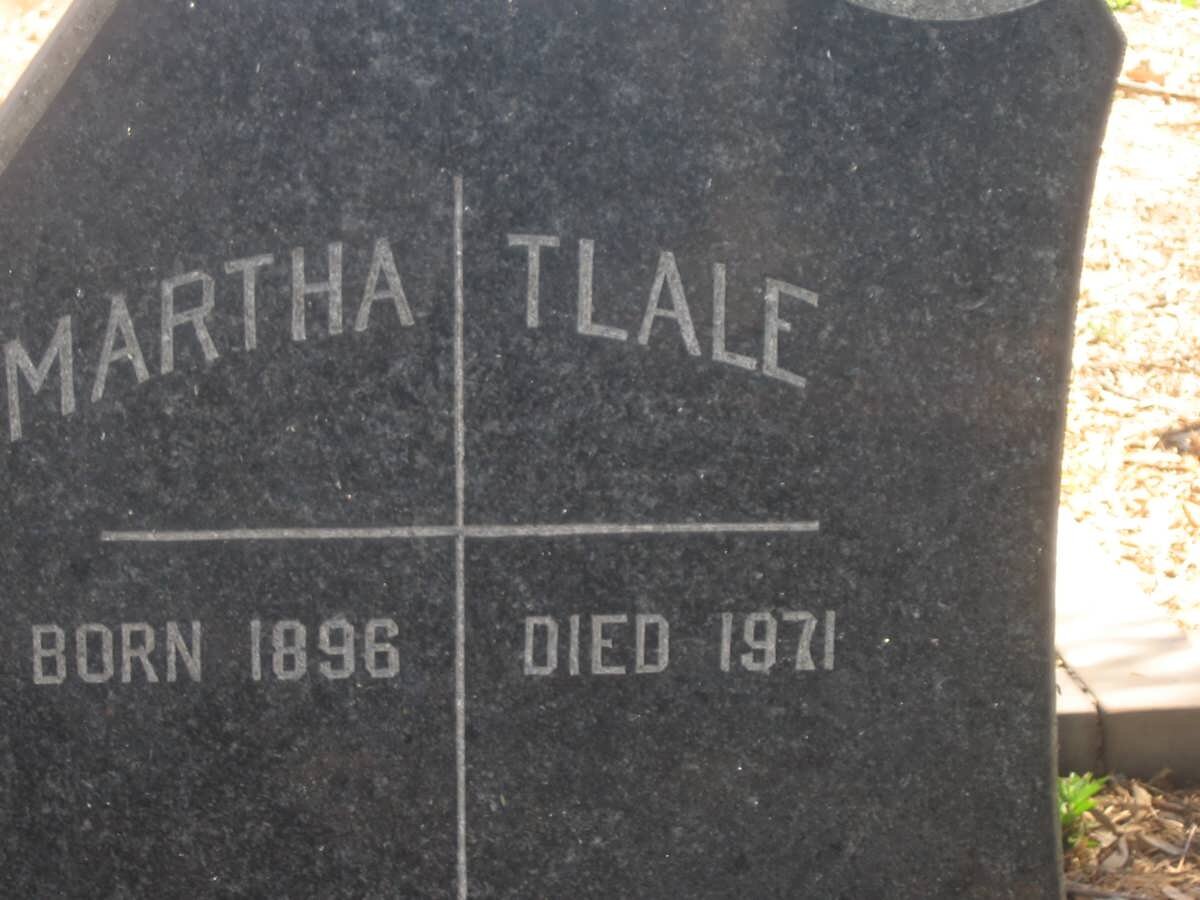 MARTHA TLALE
BORN 1896 DIED 1971